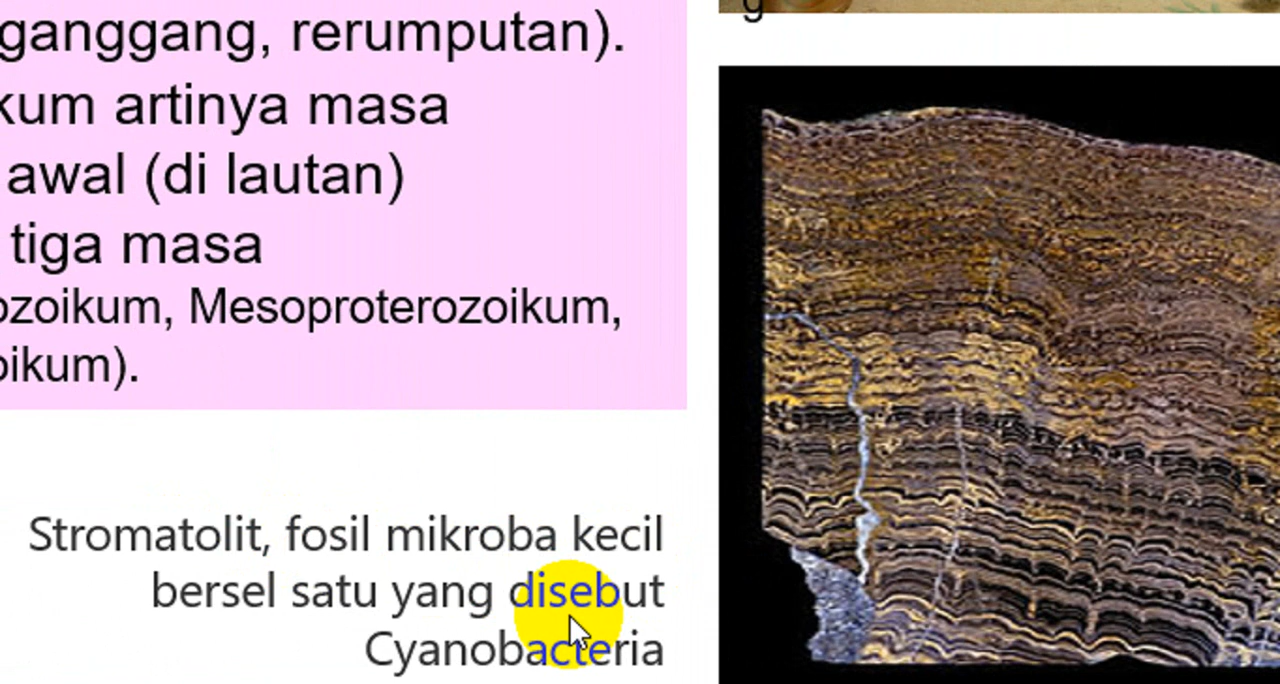 ganggang, rerumputan).
kum artinya masa
awal (di lautan)
tiga masa
ozoikum, Mesoproterozoikum,
oikum).
g
Stromatolit, fosil mikroba kecil
bersel satu yang disebut
Cyanobacteria